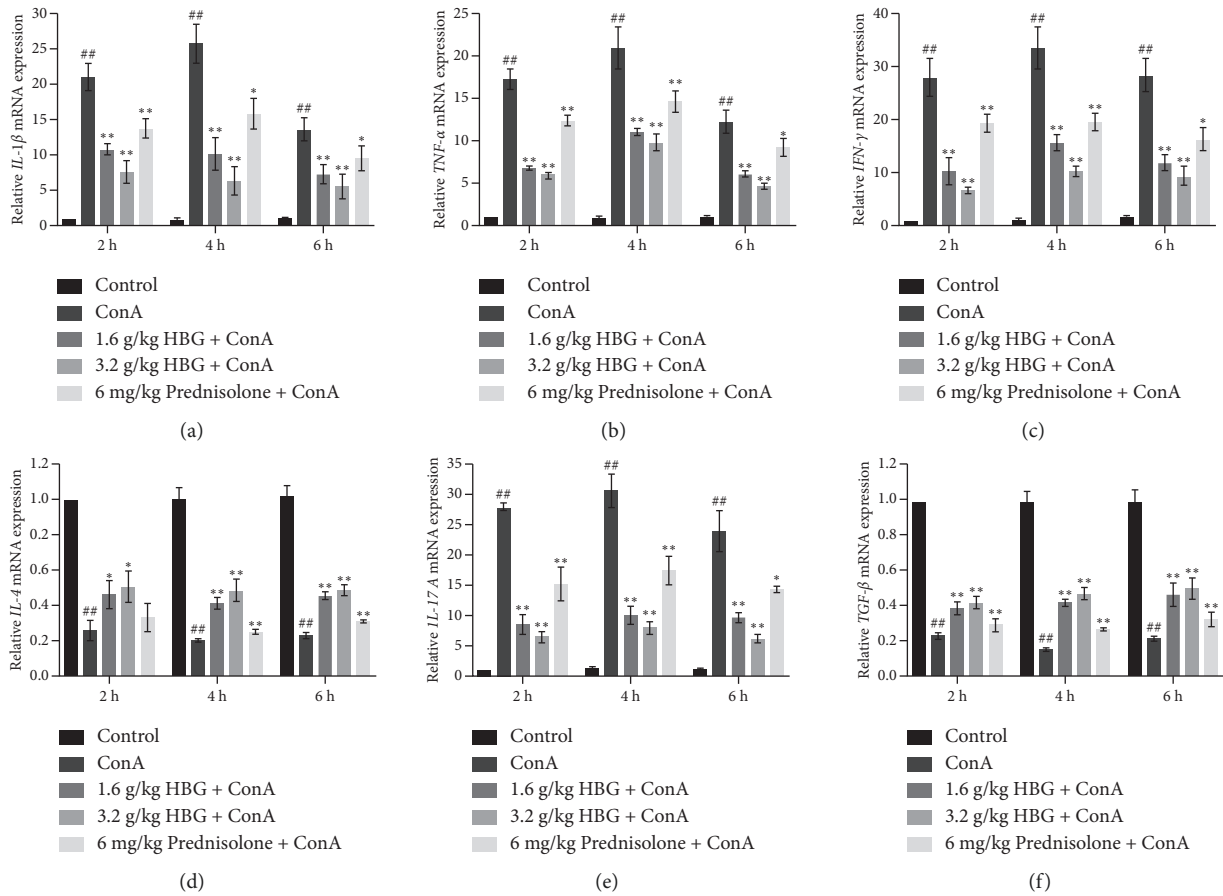 Relative IL-1β mRNA expression
30
25
20
15
10
5
0
## ** ** **
## ** ** *
## ** ** *
2 h 4 h 6 h
Control
ConA
1.6 g/kg HBG + ConA
3.2 g/kg HBG + ConA
6 mg/kg Prednisolone + ConA
(a)
Relative TNF-α mRNA expression
25
20
15
10
5
0
## ** ** **
## ** ** **
## ** ** *
2 h 4 h 6 h
Control
ConA
1.6 g/kg HBG + ConA
3.2 g/kg HBG + ConA
6 mg/kg Prednisolone + ConA
(b)
Relative IFN-γ mRNA expression
40
30
20
10
0
## ** ** **
## ** ** **
## ** ** *
2 h 4 h 6 h
Control
ConA
1.6 g/kg HBG + ConA
3.2 g/kg HBG + ConA
6 mg/kg Prednisolone + ConA
(c)
Relative IL-4 mRNA expression
1.2
1.0
0.2
0.6
0.4
0.2
0.0
## * *
## ** ** **
## ** ** **
2 h 4 h 6 h
Control
ConA
1.6 g/kg HBG + ConA
3.2 g/kg HBG + ConA
6 mg/kg Prednisolone + ConA
(d)
Relative IL-17 A mRNA expression
35
30
25
20
15
10
5
0
## ** ** **
## ** ** **
## ** ** *
2 h 4 h 6 h
Control
ConA
1.6 g/kg HBG + ConA
3.2 g/kg HBG + ConA
6 mg/kg Prednisolone + ConA
(e)
Relative TGF-β mRNA expression
1.2
1.0
0.8
0.6
0.4
0.2
0.0
## ** ** **
## ** ** **
## ** ** **
2 h 4 h 6 h
Control
ConA
1.6 g/kg HBG + ConA
3.2 g/kg HBG + ConA
6 mg/kg Prednisolone + ConA
(f)